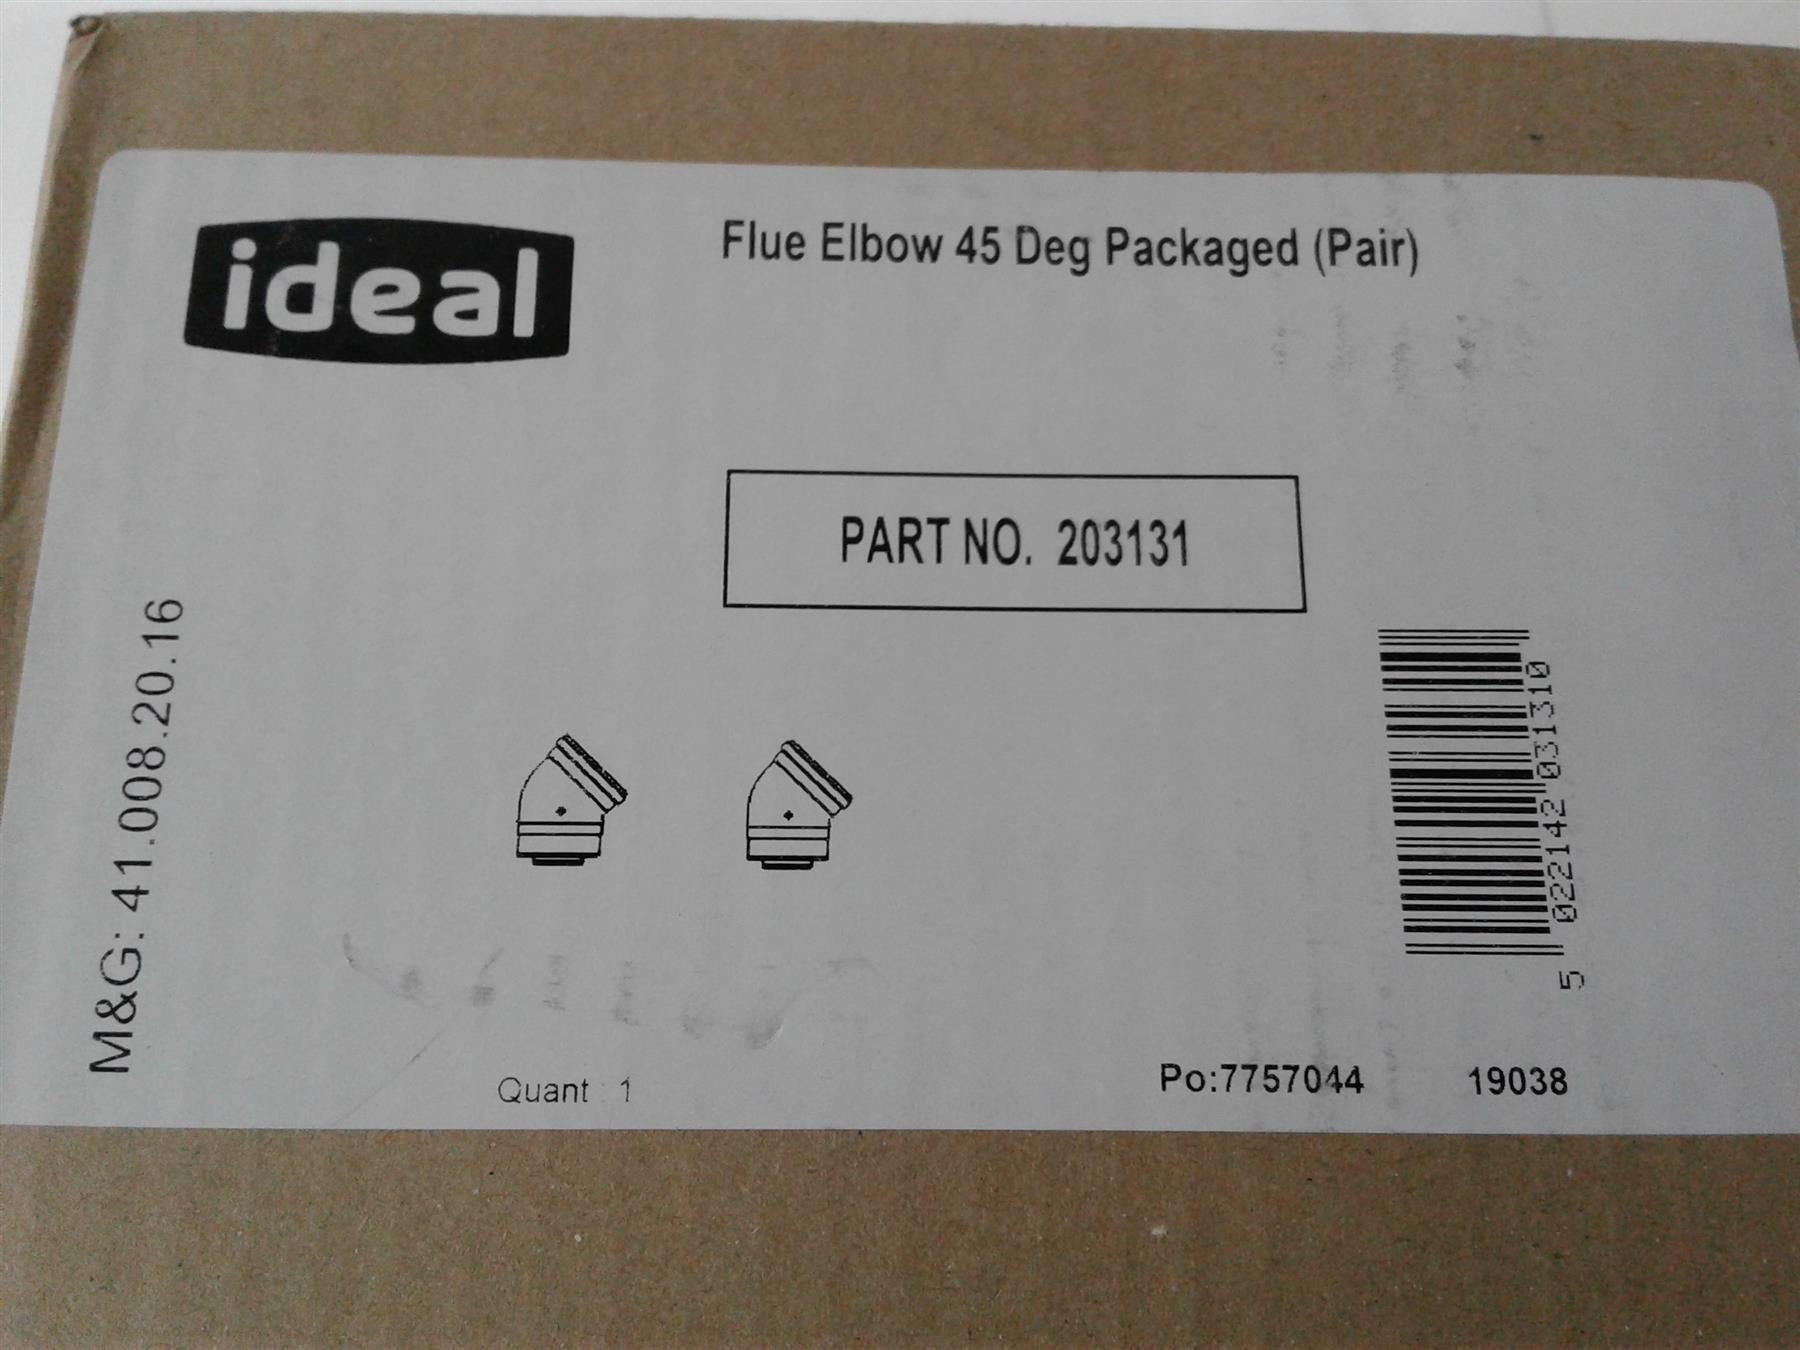 ideal
Flue Elbow 45 Deg Packaged (Pair)
PART NO. 203131
M&G: 41.008.20.16
5 022142 031310
Quant : 1
Po:7757044 19038